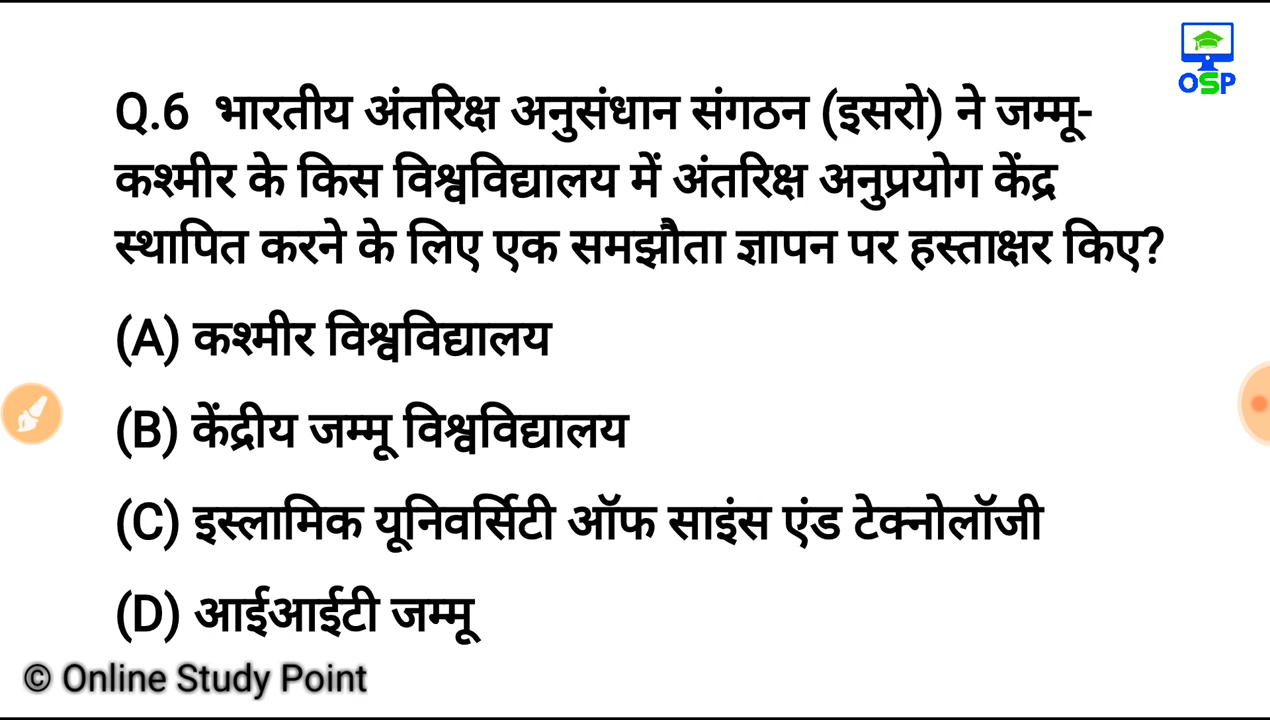 OSP
Q.6 भारतीय अंतरिक्ष अनुसंधान संगठन (इसरो) ने जम्मू-
कश्मीर के किस विश्वविद्यालय में अंतरिक्ष अनुप्रयोग केंद्र
स्थापित करने के लिए एक समझौता ज्ञापन पर हस्ताक्षर किए?
(A) कश्मीर विश्वविद्यालय
(B) केंद्रीय जम्मू विश्वविद्यालय
(C) इस्लामिक यूनिवर्सिटी ऑफ साइंस एंड टेक्नोलॉजी
(D) आईआईटी जम्मू
© Online Study Point